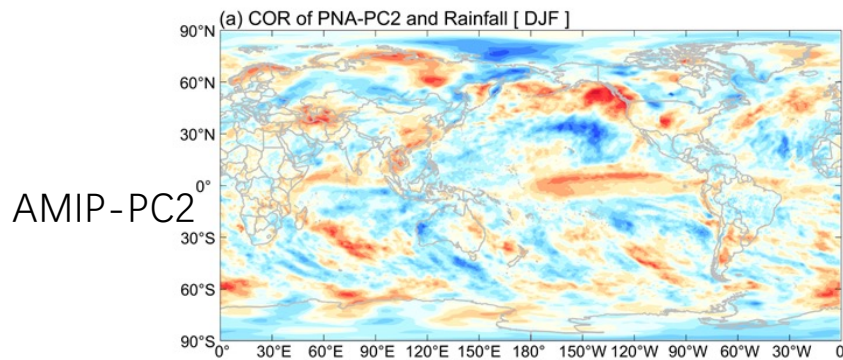 (a) COR of PNA-PC2 and Rainfall [ DJF ]
90°N
60°N
30°N
AMIP-PC2
0°
30°S
60°S
90°S
0° 30°E 60°E 90°E 120°E 150°E 180° 150°W 120°W 90°W 60°W 30°W 0